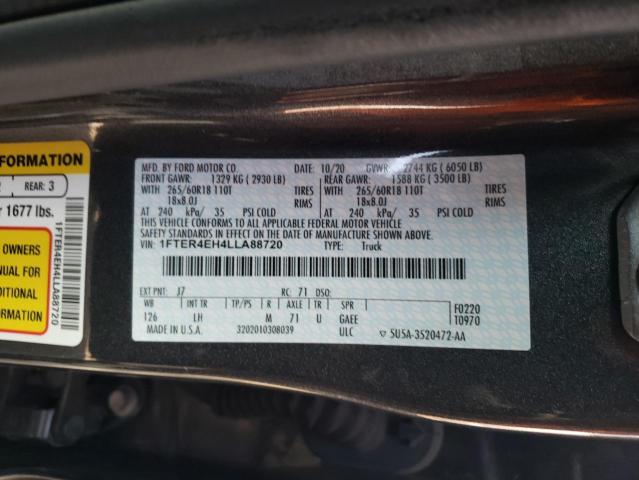 FORMATION
REAR: 3
1677 lbs.
OWNERS
NUAL FOR
DITIONAL
ORMATION
1FTER4EH4LLA88720
MFD. BY FORD MOTOR CO.
10/20
GVWR: 2744 KG ( 6050 LB)
FRONT GAWR: 1329 KG ( 2930 LB)
REAR GAWR: 1588 KG ( 3500 LB)
WITH 265/60R18 110T TIRES
WITH 265/60R18 110T TIRES
18x8.0J RIMS
18x8.0J RIMS
AT 240 kPa/ 35 PSI COLD
AT 240 kPa/ 35 PSI COLD
THIS VEHICLE CONFORMS TO ALL APPLICABLE FEDERAL MOTOR VEHICLE
SAFETY STANDARDS IN EFFECT ON THE DATE OF MANUFACTURE SHOWN ABOVE.
VIN: 1FTER4EH4LLA88720
TYPE: Truck
EXT PNT: J7 RC: 71 DSO:
WB INT TR TP/PS R AXLE TR SPR
126 LH M 71 U GAEE
F0220
T0970
MADE IN U.S.A. 3202010308039 ULC ▽ SU5A-3520472-AA